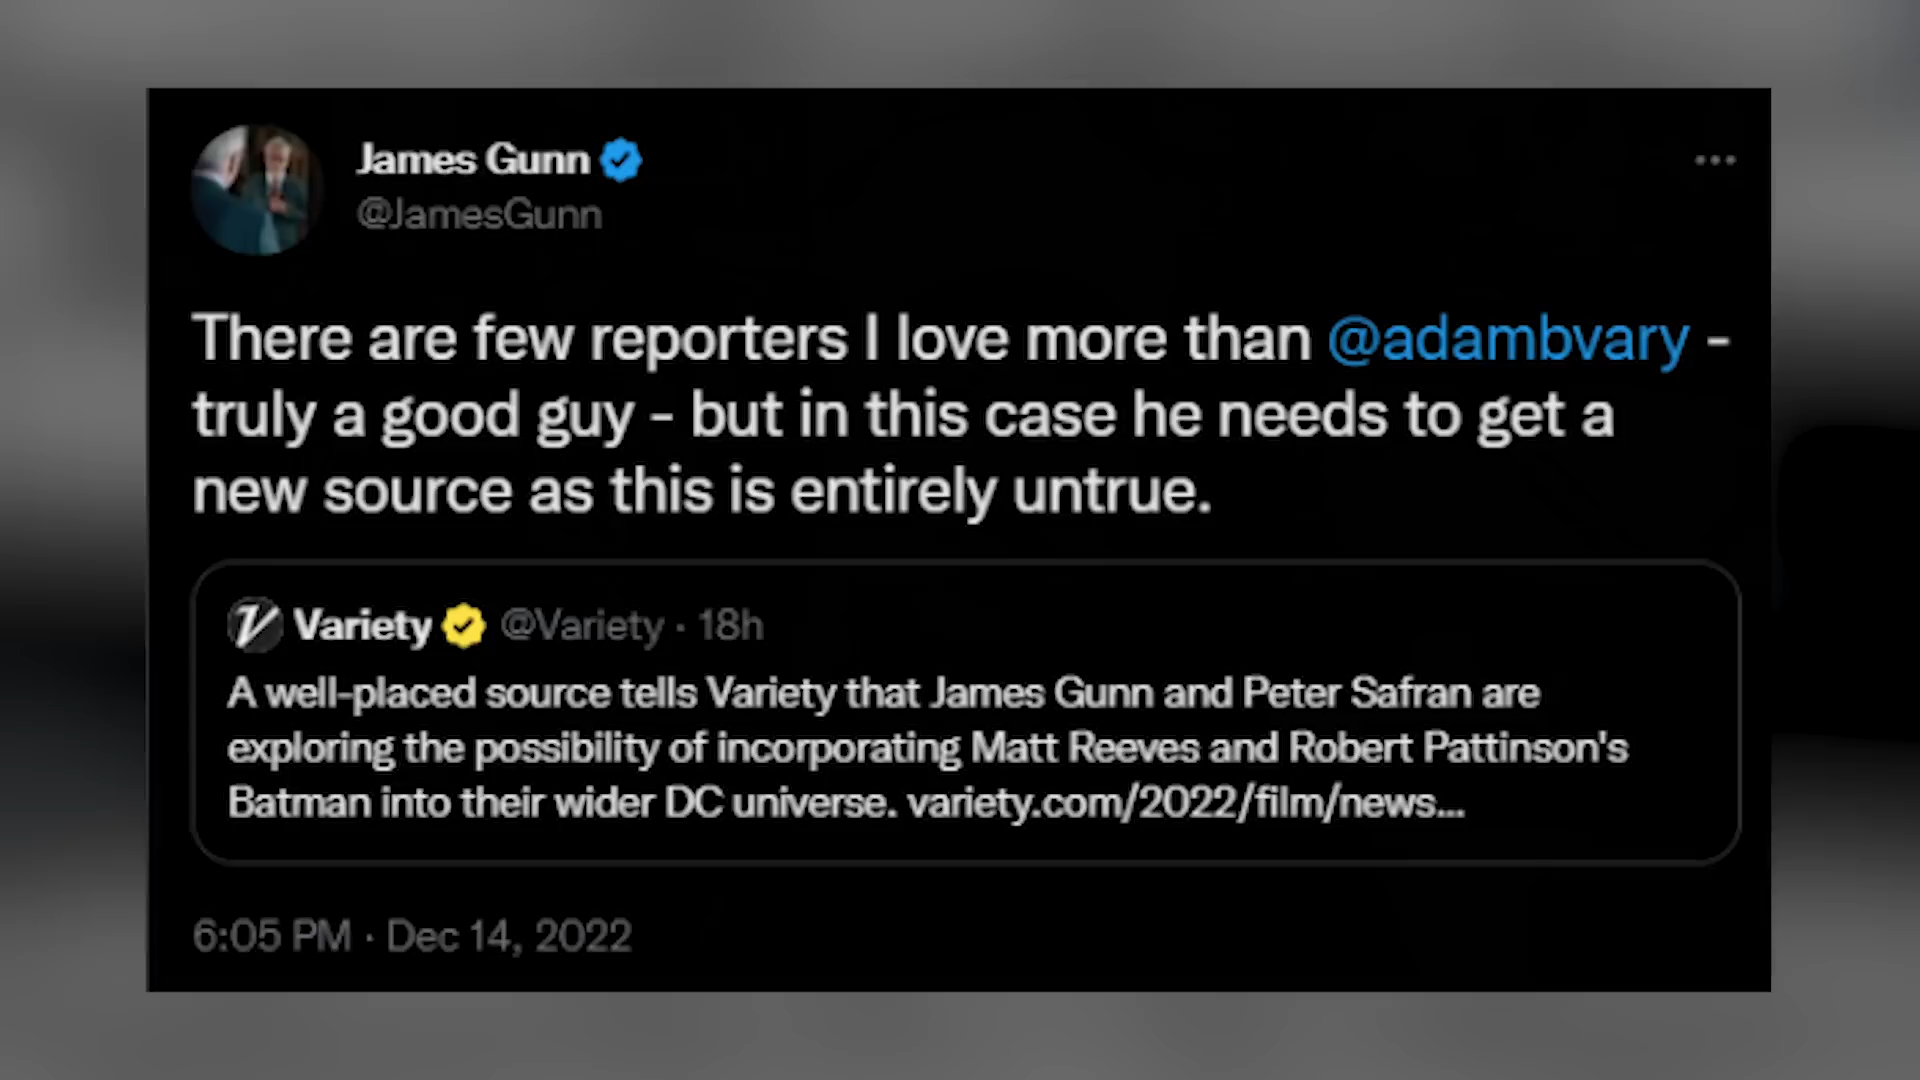 James Gunn
@JamesGunn
There are few reporters I love more than @adambvary -
truly a good guy - but in this case he needs to get a
new source as this is entirely untrue.
Variety @Variety · 18h
A well-placed source tells Variety that James Gunn and Peter Safran are
exploring the possibility of incorporating Matt Reeves and Robert Pattinson's
Batman into their wider DC universe. variety.com/2022/film/news...
6:05 PM · Dec 14, 2022